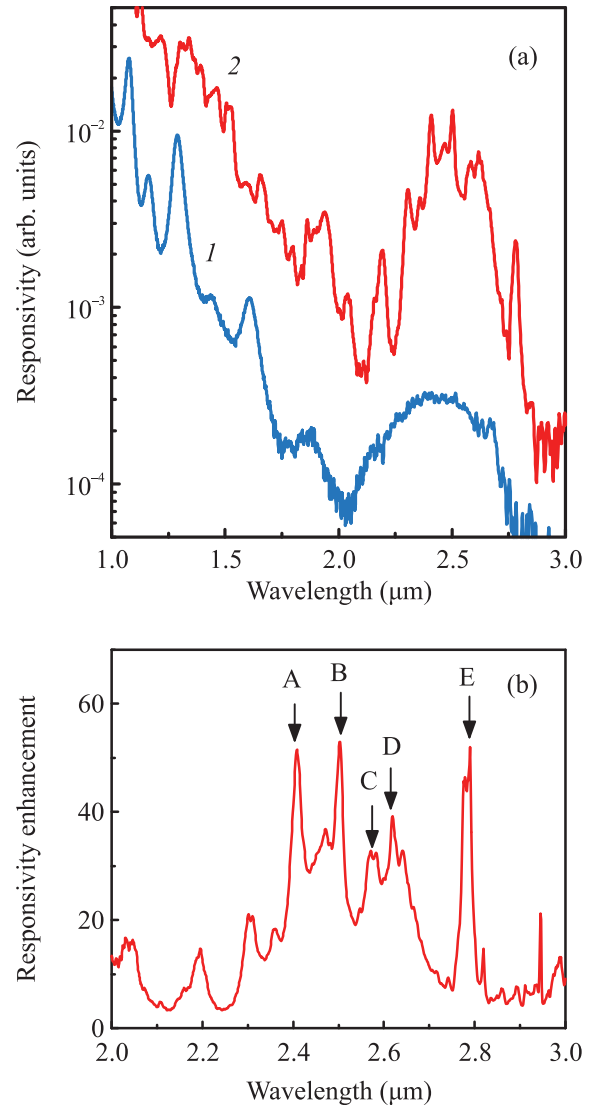 (a)
2
1
10⁻²
10⁻³
10⁻⁴
Responsivity (arb. units)
1.0 1.5 2.0 2.5 3.0
Wavelength (μm)
(b)
A
B
C
D
E
60
40
20
0
Responsivity enhancement
2.0 2.2 2.4 2.6 2.8 3.0
Wavelength (μm)